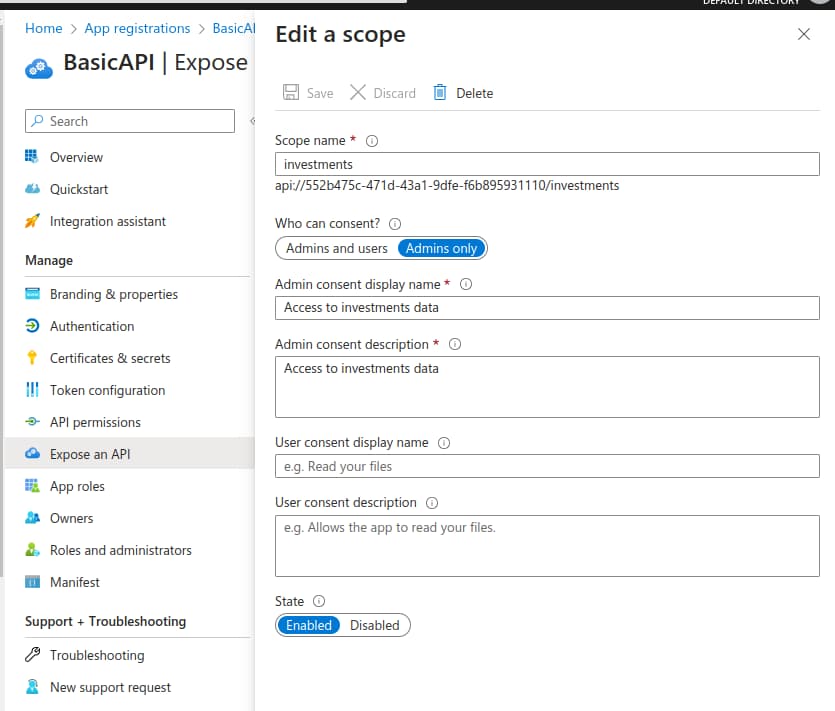 DEFAULT DIRECTORY
Home > App registrations > BasicAI
BasicAPI | Expose
Search
Overview
Quickstart
Integration assistant
Manage
Branding & properties
Authentication
Certificates & secrets
Token configuration
API permissions
Expose an API
App roles
Owners
Roles and administrators
Manifest
Support + Troubleshooting
Troubleshooting
New support request
Edit a scope
Save Discard Delete
Scope name *
investments
api://552b475c-471d-43a1-9dfe-f6b895931110/investments
Who can consent?
Admins and users Admins only
Admin consent display name *
Access to investments data
Admin consent description *
Access to investments data
User consent display name
e.g. Read your files
User consent description
e.g. Allows the app to read your files.
State
Enabled Disabled